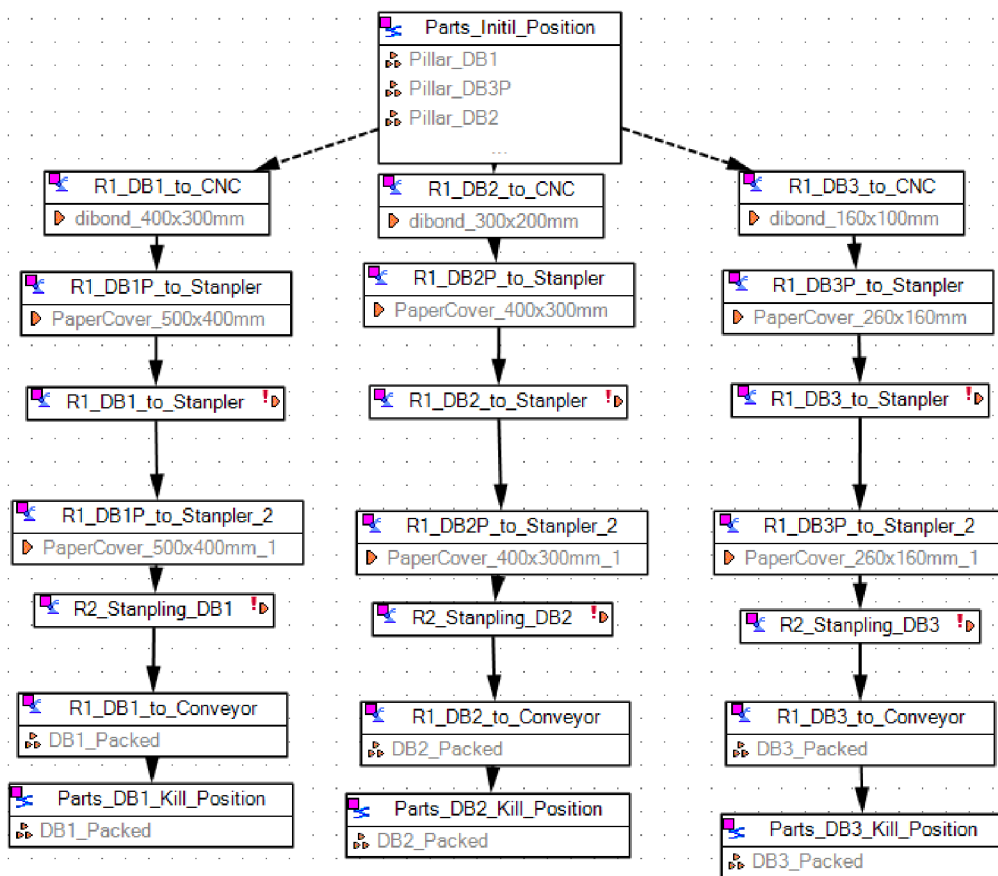 Parts_Initil_Position
Pillar_DB1
Pillar_DB3P
Pillar_DB2
...
R1_DB1_to_CNC
dibond_400x300mm
R1_DB2_to_CNC
dibond_300x200mm
R1_DB3_to_CNC
dibond_160x100mm
R1_DB1P_to_Stanpler
PaperCover_500x400mm
R1_DB2P_to_Stanpler
PaperCover_400x300mm
R1_DB3P_to_Stanpler
PaperCover_260x160mm
R1_DB1_to_Stanpler !
R1_DB2_to_Stanpler !
R1_DB3_to_Stanpler !
R1_DB1P_to_Stanpler_2
PaperCover_500x400mm_1
R1_DB2P_to_Stanpler_2
PaperCover_400x300mm_1
R1_DB3P_to_Stanpler_2
PaperCover_260x160mm_1
R2_Stanpling_DB1 !
R2_Stanpling_DB2 !
R2_Stanpling_DB3 !
R1_DB1_to_Conveyor
DB1_Packed
R1_DB2_to_Conveyor
DB2_Packed
R1_DB3_to_Conveyor
DB3_Packed
Parts_DB1_Kill_Position
DB1_Packed
Parts_DB2_Kill_Position
DB2_Packed
Parts_DB3_Kill_Position
DB3_Packed